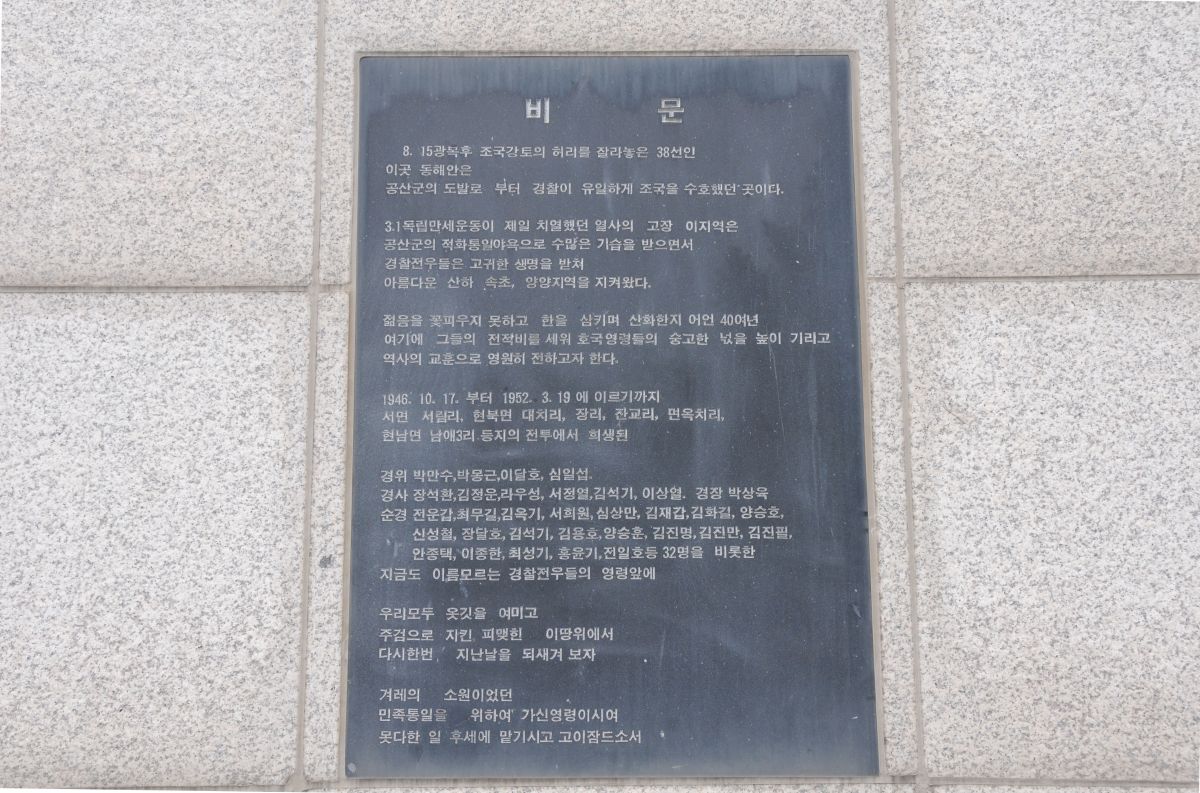 비 문
8. 15광복후 조국강토의 허리를 잘라놓은 38선인
이곳 동해안은
공산군의 도발로 부터 경찰이 유일하게 조국을 수호했던 곳이다.
3.1독립만세운동이 제일 치열했던 열사의 고장 이지역은
공산군의 적화통일야욕으로 수많은 기습을 받으면서
경찰전우들은 고귀한 생명을 받쳐
아름다운 산하 속초, 양양지역을 지켜왔다.
젊음을 꽃피우지 못하고 한을 삼키며 산화한지 어언 40여년
여기에 그들의 전작비를 세워 호국영령들의 숭고한 넋을 높이 기리고
역사의 교훈으로 영원히 전하고자 한다.
1946. 10. 17. 부터 1952. 3. 19 에 이르기까지
서면 서림리, 현북면 대치리, 장리, 잔교리, 면옥치리,
현남면 남애3리 등지의 전투에서 희생된
경위 박만수,박몽근,이달호, 심일섭.
경사 장석환,김정운,라우성, 서정열,김석기, 이상열. 경장 박상욱
순경 전운갑,최무길,김옥기, 서희원,심상만, 김재갑,김화길, 양승호,
신성철, 장달호, 김석기, 김용호,양승훈, 김진명,김진만, 김진필,
안종택, 이종한, 최성기, 홍윤기,전일호등 32명을 비롯한
지금도 이름모르는 경찰전우들의 영령앞에
우리모두 옷깃을 여미고
주검으로 지킨 피맺힌 이땅위에서
다시한번 지난날을 되새겨 보자
겨레의 소원이었던
민족통일을 위하여 가신영령이시여
못다한 일 후세에 맡기시고 고이잠드소서